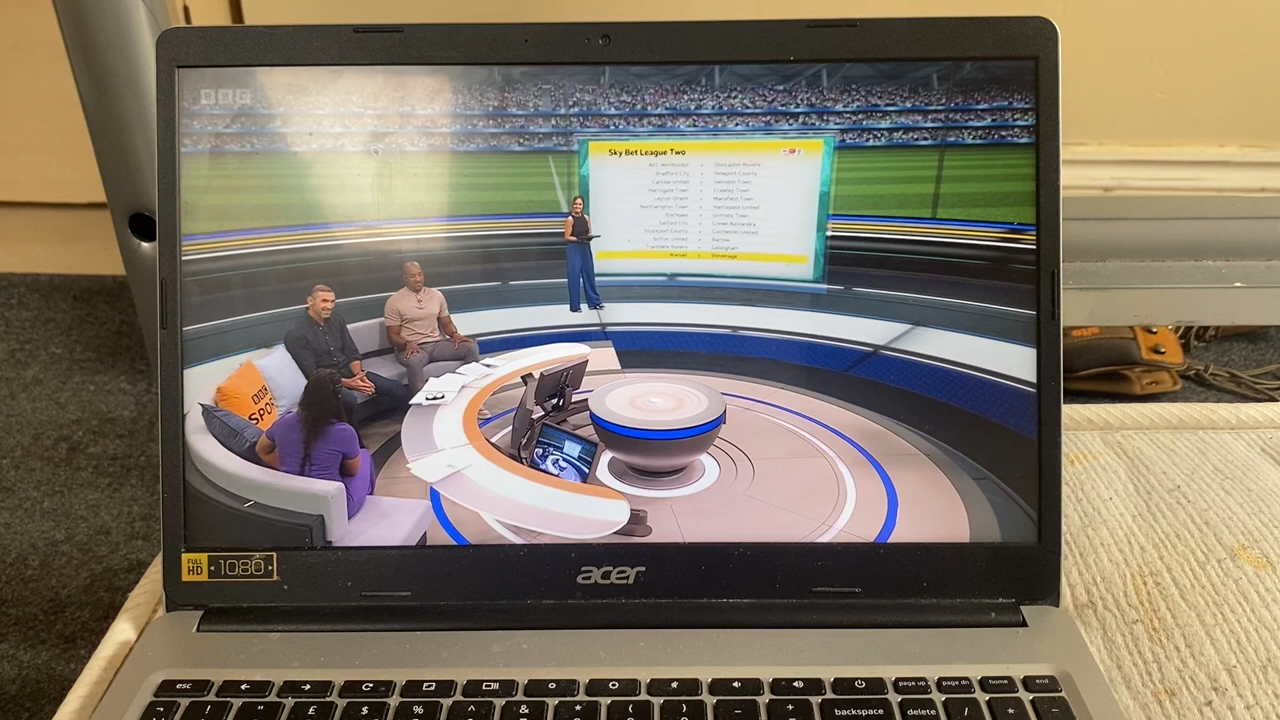 BBC
Sky Bet League Two
AFC Wimbledon v Doncaster Rovers
Bradford City v Newport County
Carlisle United v Swindon Town
Harrogate Town v Crawley Town
Leyton Orient v Mansfield Town
Northampton Town v Hartlepool United
Rochdale v Grimsby Town
Salford City v Crewe Alexandra
Stockport County v Colchester United
Sutton United v Barrow
Tranmere Rovers v Gillingham
Walsall v Stevenage
BBC
SPOR
FULL HD 1080
acer
esc page up page dn home end
! " £ $ % ^ & * ( ) _ + backspace delete / * -